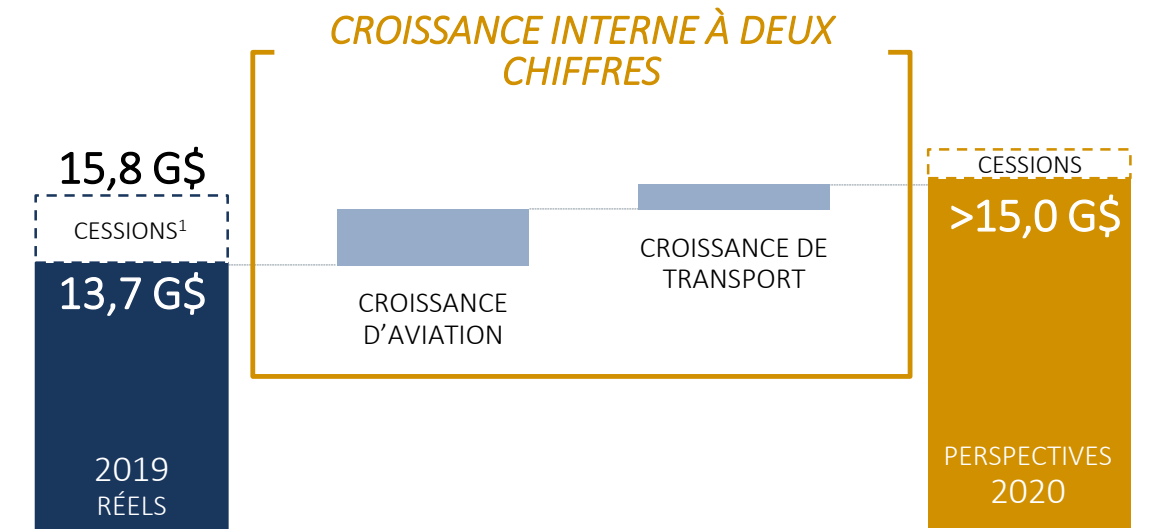 CROISSANCE INTERNE À DEUX
CHIFFRES
15,8 G$
CESSIONS¹
13,7 G$
2019
RÉELS
CROISSANCE
D’AVIATION
CROISSANCE DE
TRANSPORT
CESSIONS
>15,0 G$
PERSPECTIVES
2020